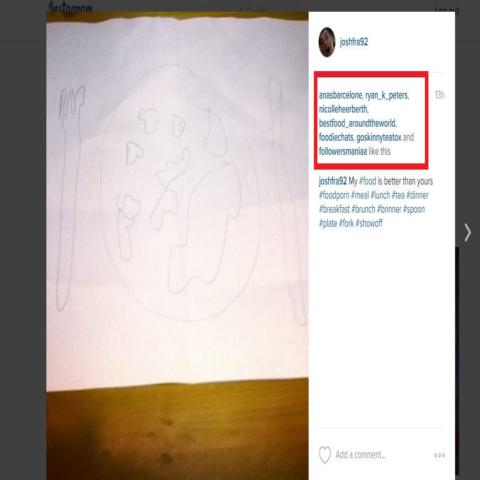 Instagram
joshfra92
anasbarcelone, ryan_k_peters,
13h
nicolleheerberth,
bestfood_aroundtheworld,
foodiechats, goskinnyteatox and
followersmaniaa like this
joshfra92 My #food is better than yours
#foodporn #meal #lunch #tea #dinner
#breakfast #brunch #brinner #spoon
#plate #fork #showoff
Add a comment...